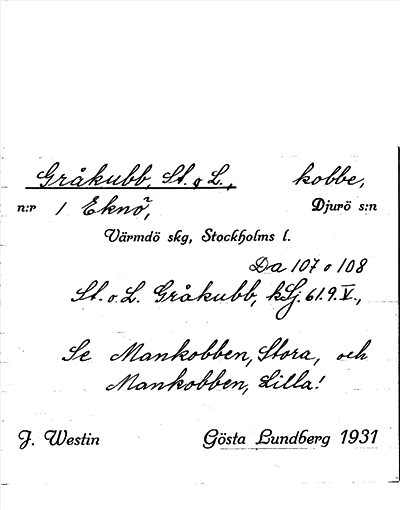 Gråkubb, St. o L., kobbe,
n:r 1 Eknö, Djurö s:n
Värmdö skg, Stockholms l.
Da 107 o 108
St. o. L. Gråkubb, kSj. 61.9.V.,
Se Mankobben, Stora, och
Mankobben, Lilla!
J. Westin Gösta Lundberg 1931